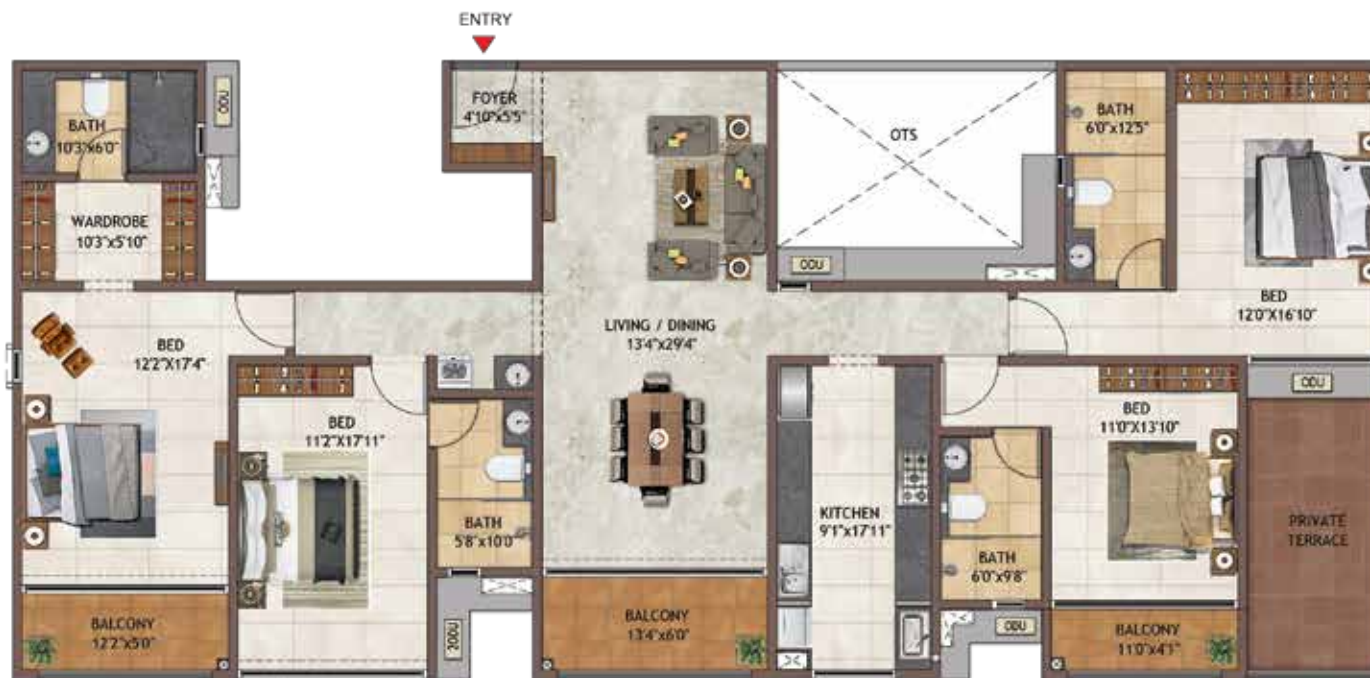 ENTRY
FOYER
4'10"x5'5"
BATH
10'3"x6'0"
ODU
WARDROBE
10'3"x5'10"
OTS
ODU
BATH
6'0"x12'5"
BED
12'0"X16'10"
BED
12'2"X17'4"
LIVING / DINING
13'4"x29'4"
BED
11'2"X17'11"
BATH
5'8"x10'0"
KITCHEN
9'1"x17'11"
BED
11'0"X13'10"
ODU
BATH
6'0"x9'8"
PRIVATE
TERRACE
BALCONY
12'2"x5'0"
2ODU
BALCONY
13'4"x6'0"
ODU
BALCONY
11'0"x4'1"